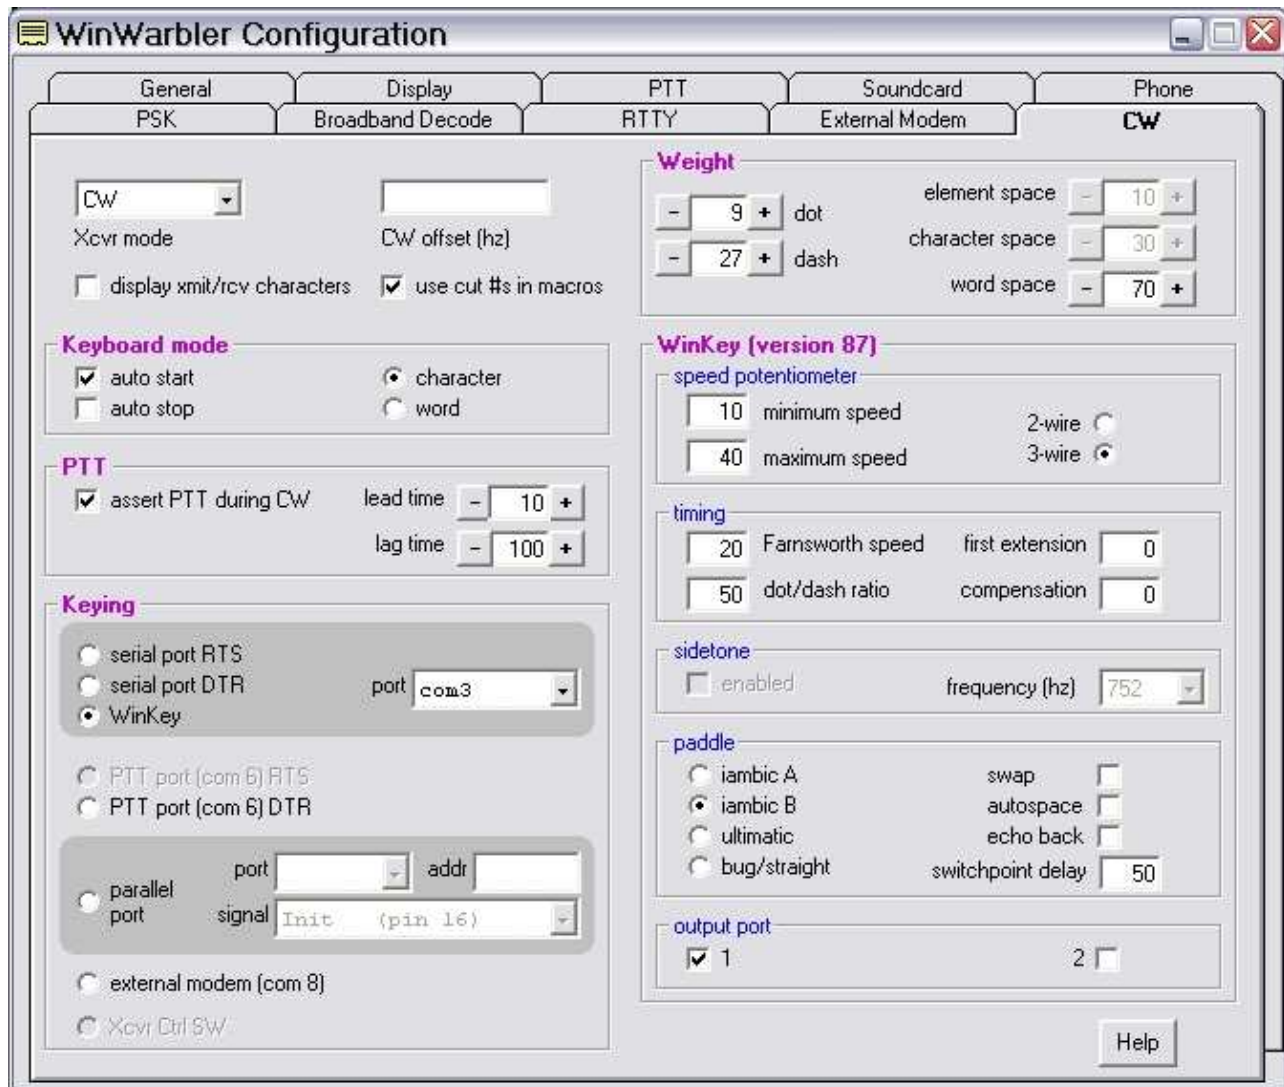 WinWarbler Configuration
General Display PTT Soundcard Phone
PSK Broadband Decode RTTY External Modem CW
CW
Xcvr mode CW offset (hz)
display xmit/rcv characters use cut #s in macros
Keyboard mode
auto start character
auto stop word
PTT
assert PTT during CW lead time - 10 +
lag time - 100 +
Keying
serial port RTS
serial port DTR port com3
WinKey
PTT port (com 6) RTS
PTT port (com 6) DTR
port addr
parallel port
signal Init (pin 16)
external modem (com 8)
Xcvr Ctrl SW
Weight
- 9 + dot element space - 10 +
- 27 + dash character space - 30 +
word space - 70 +
WinKey (version 87)
speed potentiometer
10 minimum speed 2-wire
40 maximum speed 3-wire
timing
20 Farnsworth speed first extension 0
50 dot/dash ratio compensation 0
sidetone
enabled frequency (hz) 752
paddle
iambic A swap
iambic B autospace
ultimatic echo back
bug/straight switchpoint delay 50
output port
1 2
Help